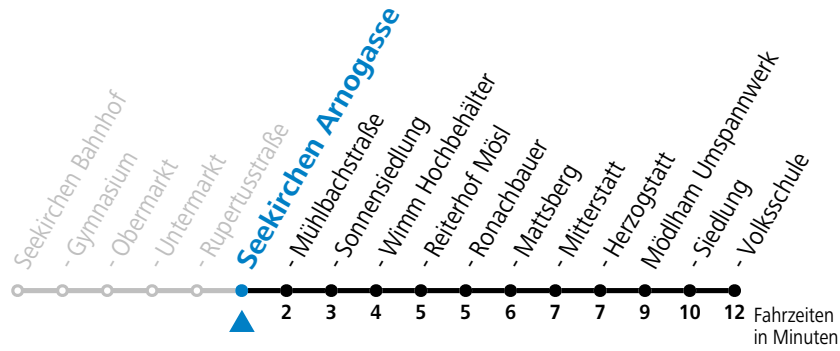 Seekirchen Bahnhof
- Gymnasium
- Obermarkt
- Untermarkt
- Rupertusstraße
Seekirchen Arnogasse
- Mühlbachstraße
- Sonnensiedlung
- Wimm Hochbehälter
- Reiterhof Mösl
- Ronachbauer
- Mattsberg
- Mitterstatt
- Herzogstatt
Mödlham Umspannwerk
- Siedlung
- Volksschule
2 3 4 5 5 6 7 7 9 10 12 Fahrzeiten
in Minuten